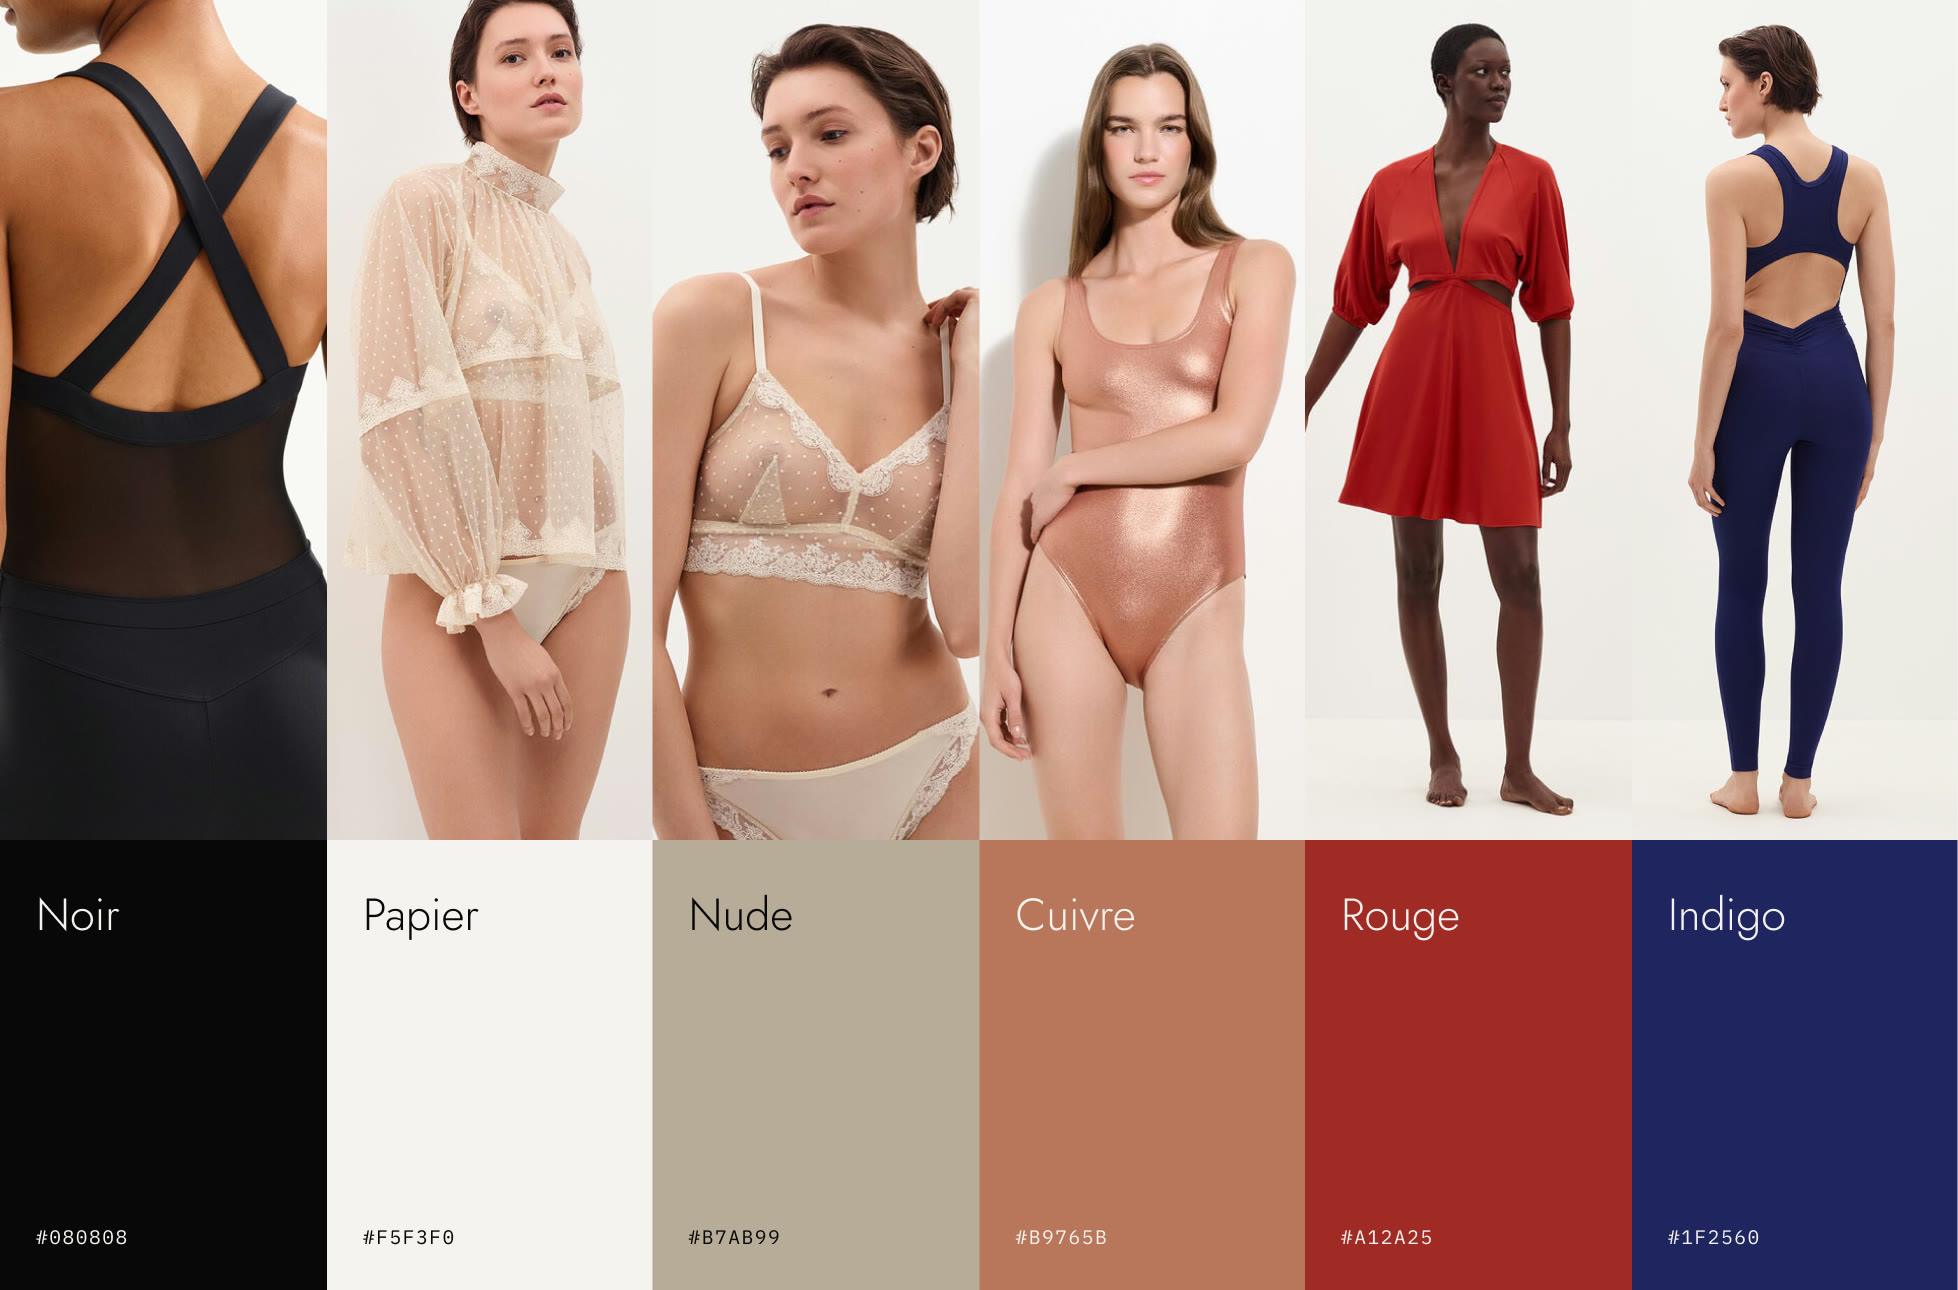 Noir
Papier
Nude
Cuivre
Rouge
Indigo
#080808
#F5F3F0
#B7AB99
#B9765B
#A12A25
#1F2560